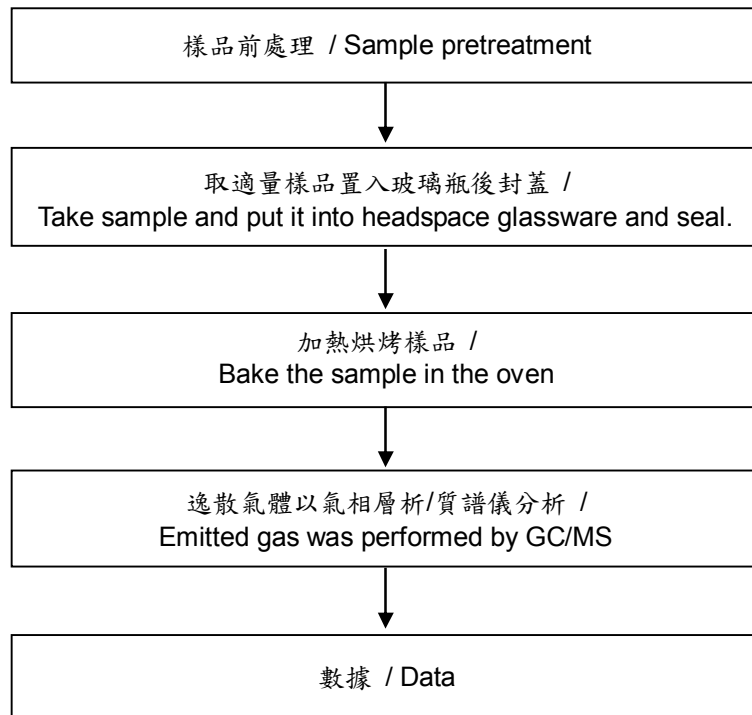 樣品前處理 / Sample pretreatment
取適量樣品置入玻璃瓶後封蓋 /
Take sample and put it into headspace glassware and seal.
加熱烘烤樣品 /
Bake the sample in the oven
逸散氣體以氣相層析/質譜儀分析 /
Emitted gas was performed by GC/MS
數據 / Data